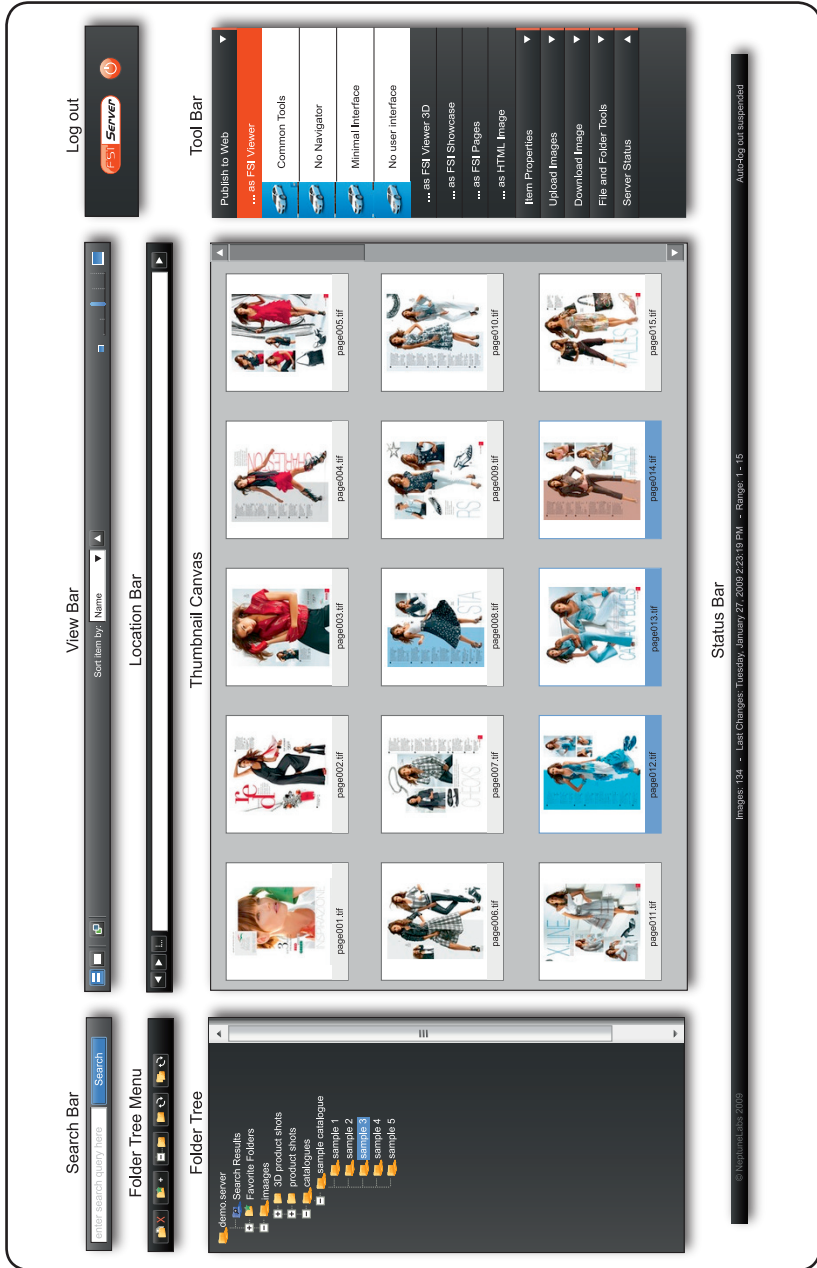 Search Bar
enter search query here
Search
View Bar
Sort item by:
Name
Log out
FSI SERVER
Folder Tree Menu
Location Bar
Folder Tree
demo.server
Search Results
Favorite Folders
imaages
3D product shots
product shots
catalogues
sample catalogue
sample 1
sample 2
sample 3
sample 4
sample 5
Thumbnail Canvas
red
page001.tif
page002.tif
page003.tif
page004.tif
page005.tif
page006.tif
page007.tif
page008.tif
page009.tif
page010.tif
page011.tif
page012.tif
page013.tif
page014.tif
page015.tif
Tool Bar
Publish to Web
... as FSI Viewer
Common Tools
No Navigator
Minimal Interface
No user interface
... as FSI Viewer 3D
... as FSI Showcase
... as FSI Pages
... as HTML Image
Item Properties
Upload Images
Download Image
File and Folder Tools
Server Status
Status Bar
© NeptuneLabs 2009
Images: 134 - Last Changes: Tuesday, January 27, 2009 2:23:19 PM - Range: 1 - 15
Auto-log out suspended